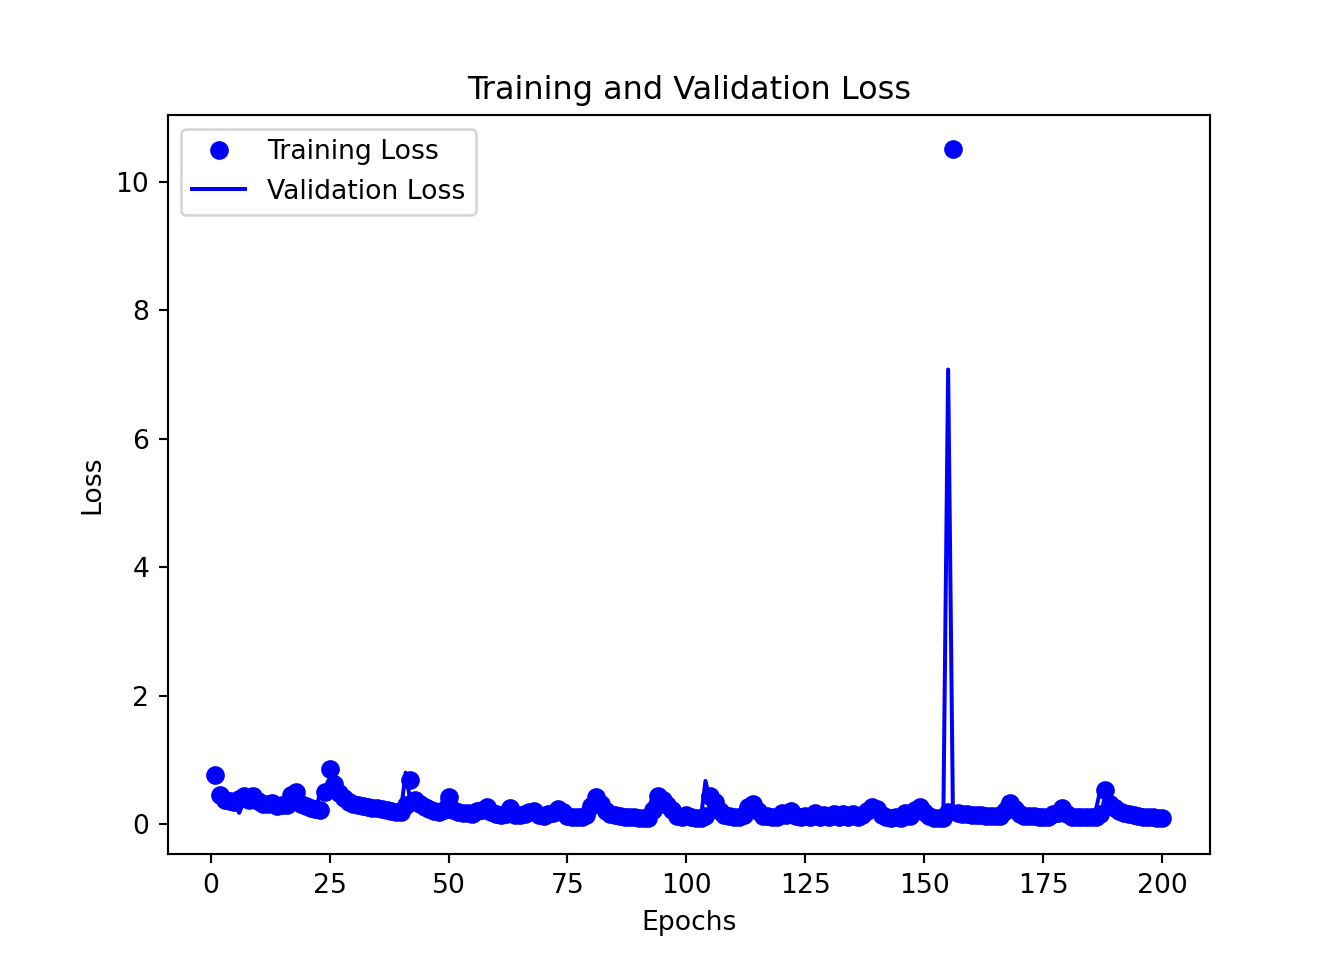 Training and Validation Loss
Training Loss
Validation Loss
10
8
6
4
2
0
Loss
0 25 50 75 100 125 150 175 200
Epochs